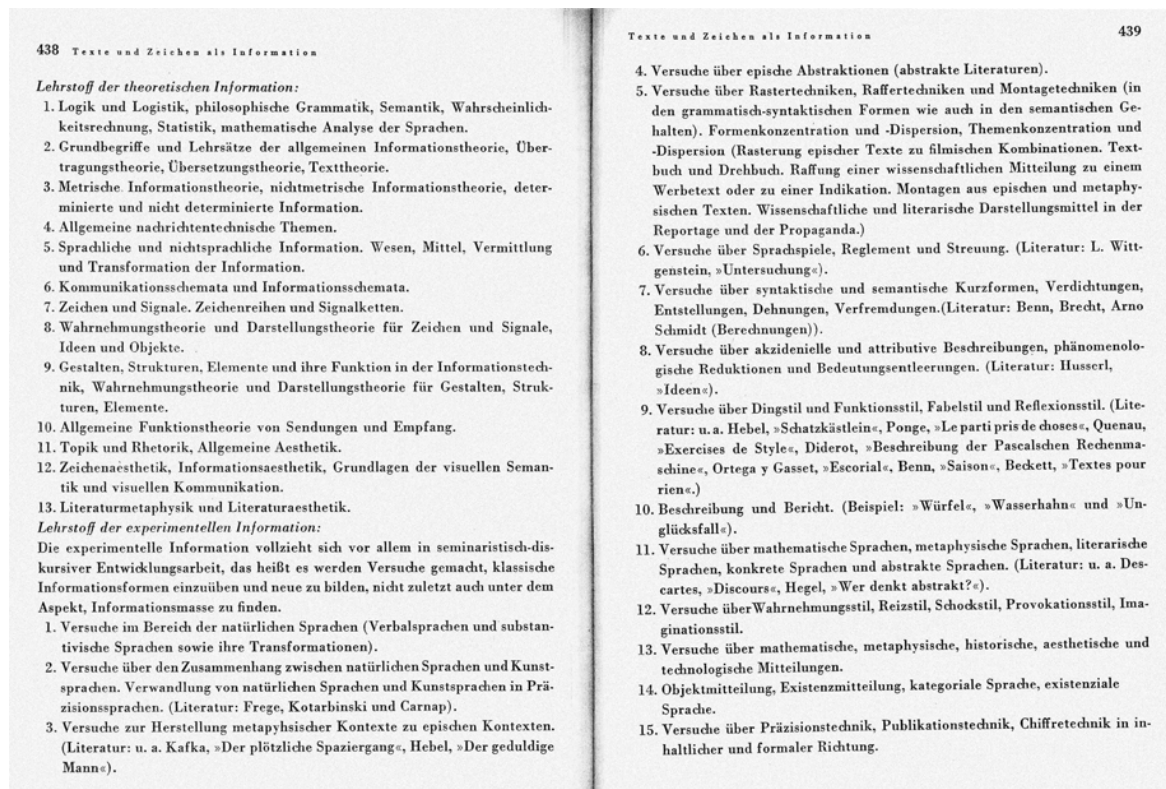 438 Texte und Zeichen als Information
Lehrstoff der theoretischen Information:
1. Logik und Logistik, philosophische Grammatik, Semantik, Wahrscheinlich-
keitsrechnung, Statistik, mathematische Analyse der Sprachen.
2. Grundbegriffe und Lehrsätze der allgemeinen Informationstheorie, Über-
tragungstheorie, Übersetzungstheorie, Texttheorie.
3. Metrische Informationstheorie, nichtmetrische Informationstheorie, deter-
minierte und nicht determinierte Information.
4. Allgemeine nachrichtentechnische Themen.
5. Sprachliche und nichtsprachliche Information. Wesen, Mittel, Vermittlung
und Transformation der Information.
6. Kommunikationsschemata und Informationsschemata.
7. Zeichen und Signale. Zeichenreihen und Signalketten.
8. Wahrnehmungstheorie und Darstellungstheorie für Zeichen und Signale,
Ideen und Objekte.
9. Gestalten, Strukturen, Elemente und ihre Funktion in der Informationstech-
nik, Wahrnehmungstheorie und Darstellungstheorie für Gestalten, Struk-
turen, Elemente.
10. Allgemeine Funktionstheorie von Sendungen und Empfang.
11. Topik und Rhetorik, Allgemeine Aesthetik.
12. Zeichenaesthetik, Informationsaesthetik, Grundlagen der visuellen Seman-
tik und visuellen Kommunikation.
13. Literaturmetaphysik und Literaturaesthetik.
Lehrstoff der experimentellen Information:
Die experimentelle Information vollzieht sich vor allem in seminaristisch-dis-
kursiver Entwicklungsarbeit, das heißt es werden Versuche gemacht, klassische
Informationsformen einzuüben und neue zu bilden, nicht zuletzt auch unter dem
Aspekt, Informationsmasse zu finden.
1. Versuche im Bereich der natürlichen Sprachen (Verbalsprachen und substan-
tivische Sprachen sowie ihre Transformationen).
2. Versuche über den Zusammenhang zwischen natürlichen Sprachen und Kunst-
sprachen. Verwandlung von natürlichen Sprachen und Kunstsprachen in Prä-
zisionssprachen. (Literatur: Frege, Kotarbinski und Carnap).
3. Versuche zur Herstellung metapyhsischer Kontexte zu epischen Kontexten.
(Literatur: u. a. Kafka, »Der plötzliche Spaziergang«, Hebel, »Der geduldige
Mann«).
Texte und Zeichen als Information 439
4. Versuche über epische Abstraktionen (abstrakte Literaturen).
5. Versuche über Rastertechniken, Raffertechniken und Montagetechniken (in
den grammatisch-syntaktischen Formen wie auch in den semantischen Ge-
halten). Formenkonzentration und -Dispersion, Themenkonzentration und
-Dispersion (Rasterung epischer Texte zu filmischen Kombinationen. Text-
buch und Drehbuch. Raffung einer wissenschaftlichen Mitteilung zu einem
Werbetext oder zu einer Indikation. Montagen aus epischen und metaphy-
sischen Texten. Wissenschaftliche und literarische Darstellungsmittel in der
Reportage und der Propaganda.)
6. Versuche über Sprachspiele, Reglement und Streuung. (Literatur: L. Witt-
genstein, »Untersuchung«).
7. Versuche über syntaktische und semantische Kurzformen, Verdichtungen,
Entstellungen, Dehnungen, Verfremdungen.(Literatur: Benn, Brecht, Arno
Schmidt (Berechnungen)).
8. Versuche über akzidenielle und attributive Beschreibungen, phänomenolo-
gische Reduktionen und Bedeutungsentleerungen. (Literatur: Husserl,
»Ideen«).
9. Versuche über Dingstil und Funktionsstil, Fabelstil und Reflexionsstil. (Lite-
ratur: u. a. Hebel, »Schatzkästlein«, Ponge, »Le parti pris de choses«, Quenau,
»Exercises de Style«, Diderot, »Beschreibung der Pascalschen Rechenma-
schine«, Ortega y Gasset, »Escorial«, Benn, »Saison«, Beckett, »Textes pour
rien«.)
10. Beschreibung und Bericht. (Beispiel: »Würfel«, »Wasserhahn« und »Un-
glücksfall«).
11. Versuche über mathematische Sprachen, metaphysische Sprachen, literarische
Sprachen, konkrete Sprachen und abstrakte Sprachen. (Literatur: u. a. Des-
cartes, »Discours«, Hegel, »Wer denkt abstrakt?«).
12. Versuche über Wahrnehmungsstil, Reizstil, Schockstil, Provokationsstil, Ima-
ginationsstil.
13. Versuche über mathematische, metaphysische, historische, aesthetische und
technologische Mitteilungen.
14. Objektmitteilung, Existenzmitteilung, kategoriale Sprache, existenziale
Sprache.
15. Versuche über Präzisionstechnik, Publikationstechnik, Chiffretechnik in in-
haltlicher und formaler Richtung.